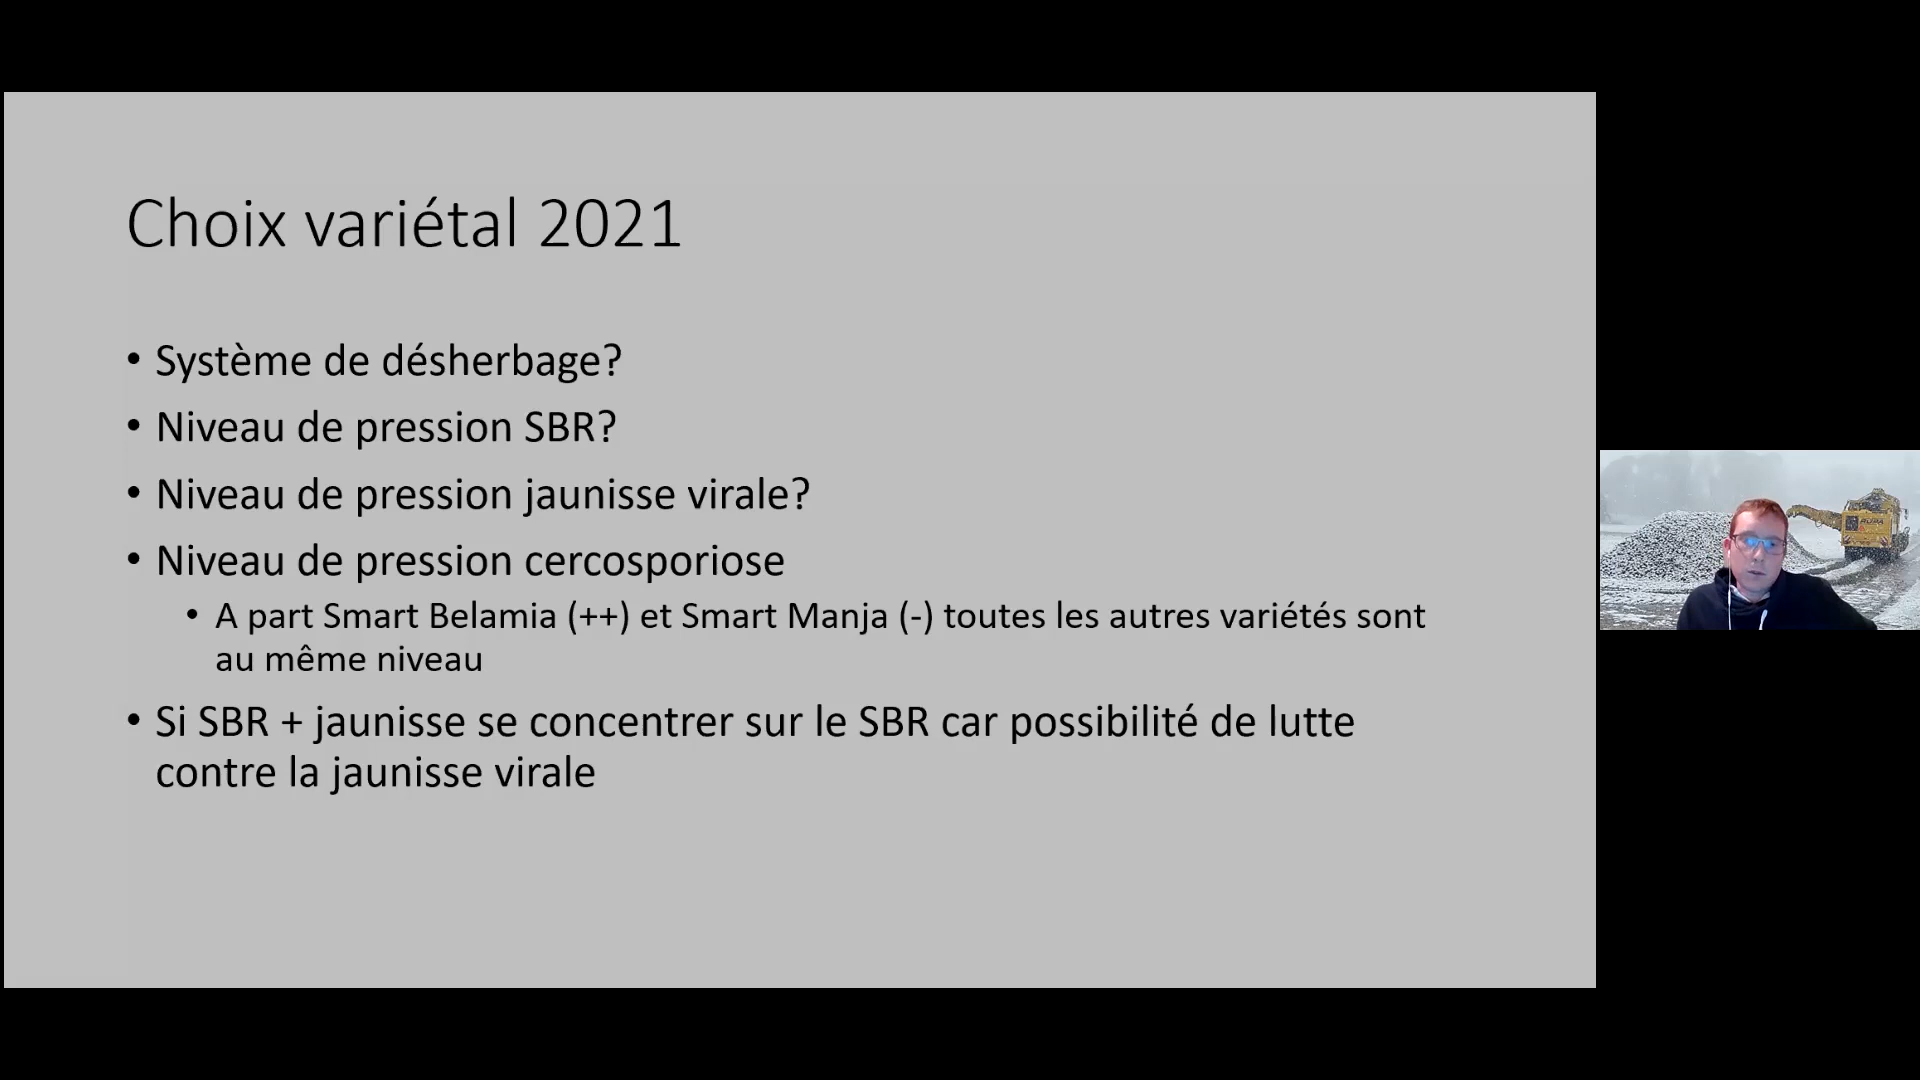 Choix variétal 2021
• Système de désherbage?
• Niveau de pression SBR?
• Niveau de pression jaunisse virale?
• Niveau de pression cercosporiose
• A part Smart Belamia (++) et Smart Manja (-) toutes les autres variétés sont
au même niveau
• Si SBR + jaunisse se concentrer sur le SBR car possibilité de lutte
contre la jaunisse virale